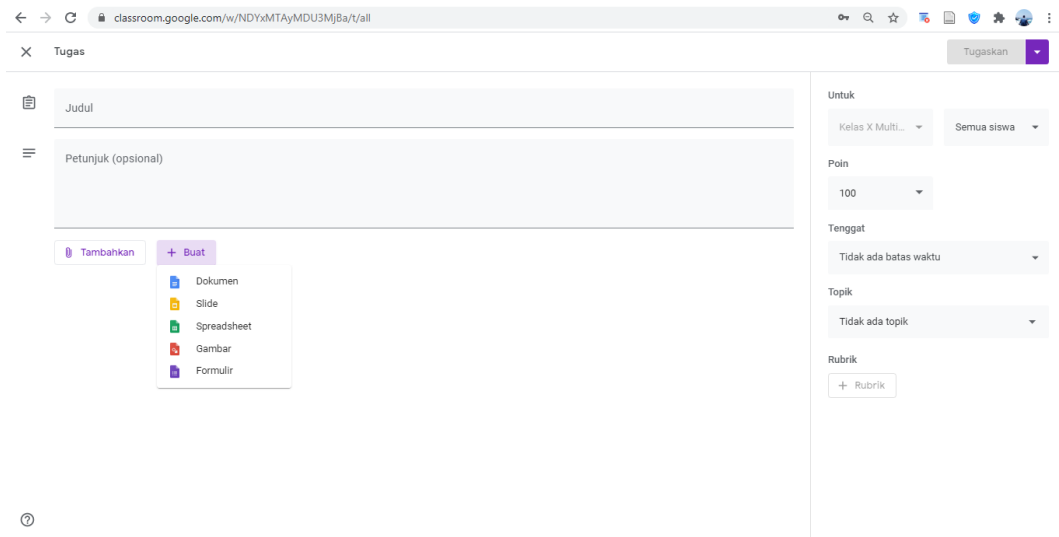 classroom.google.com/w/NDYxMTAyMDU3MjBa/t/all
Tugas
Tugaskan
Judul
Petunjuk (opsional)
Tambahkan
+ Buat
Dokumen
Slide
Spreadsheet
Gambar
Formulir
Untuk
Kelas X Multi...
Semua siswa
Poin
100
Tenggat
Tidak ada batas waktu
Topik
Tidak ada topik
Rubrik
+ Rubrik